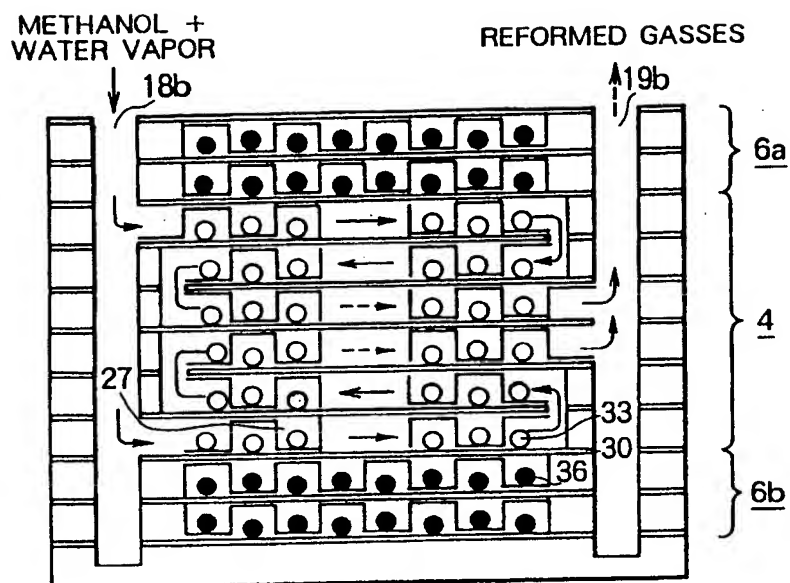 METHANOL +
WATER VAPOR
REFORMED GASSES
18b
19b
6a
4
27
33
30
36
6b